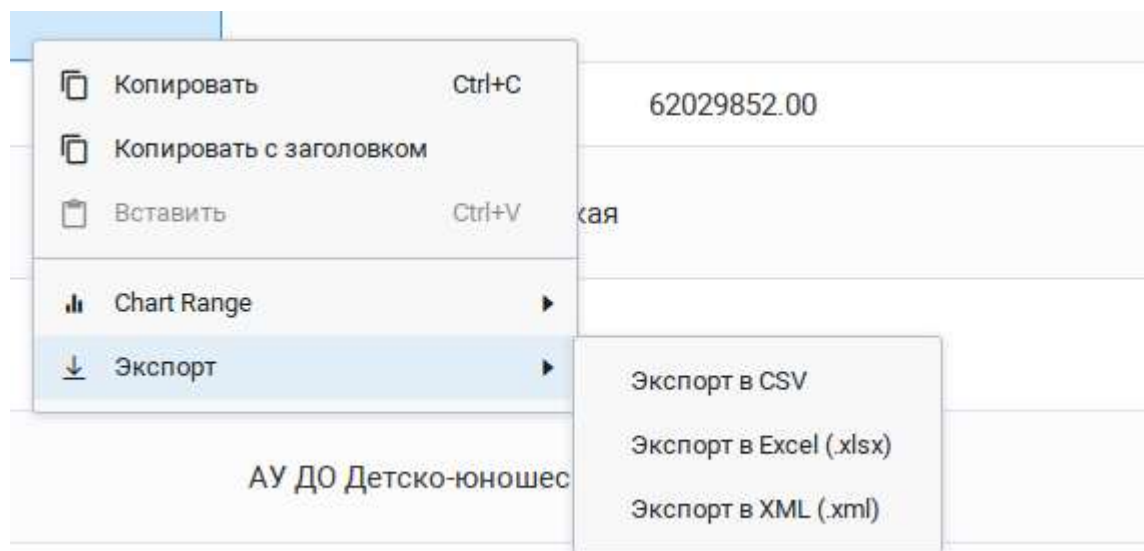 Копировать Ctrl+C
62029852.00
Копировать с заголовком
Вставить Ctrl+V
кая
Chart Range
Экспорт
Экспорт в CSV
Экспорт в Excel (.xlsx)
АУ ДО Детско-юношес
Экспорт в XML (.xml)